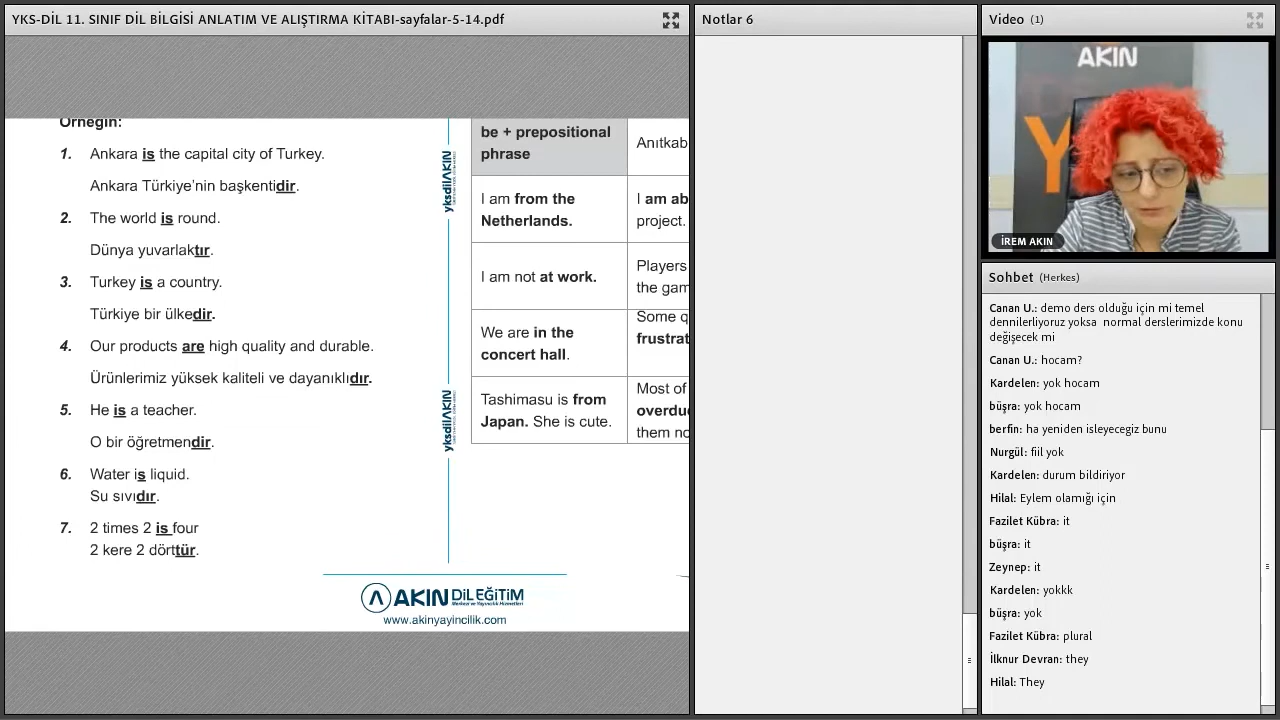 YKS-DİL 11. SINIF DİL BİLGİSİ ANLATIM VE ALIŞTIRMA KİTABI-sayfalar-5-14.pdf
Örneğin:
1. Ankara is the capital city of Turkey.
Ankara Türkiye'nin başkentidir.
2. The world is round.
Dünya yuvarlaktır.
3. Turkey is a country.
Türkiye bir ülkedir.
4. Our products are high quality and durable.
Ürünlerimiz yüksek kaliteli ve dayanıklıdır.
5. He is a teacher.
O bir öğretmendir.
6. Water is liquid.
Su sıvıdır.
7. 2 times 2 is four
2 kere 2 dörttür.
yksdilAKIN
yksdilAKIN
be + prepositional
phrase
Anıtkab
I am from the
Netherlands.
I am ab
project.
I am not at work.
Players
the gam
We are in the
concert hall.
Some q
frustrat
Tashimasu is from
Japan. She is cute.
Most of
overdue
them no
AKIN DİL EĞİTİM
Merkezi ve Yayıncılık Hizmetleri
www.akinyayincilik.com
Notlar 6
Video (1)
AKIN
Y
İREM AKIN
Sohbet (Herkes)
Canan U.: demo ders olduğu için mi temel
dennilerliyoruz yoksa normal derslerimizde konu
değişecek mi
Canan U.: hocam?
Kardelen: yok hocam
büşra: yok hocam
berfin: ha yeniden isleyecegiz bunu
Nurgül: fiil yok
Kardelen: durum bildiriyor
Hilal: Eylem olamığı için
Fazilet Kübra: it
büşra: it
Zeynep: it
Kardelen: yokkk
büşra: yok
Fazilet Kübra: plural
İlknur Devran: they
Hilal: They